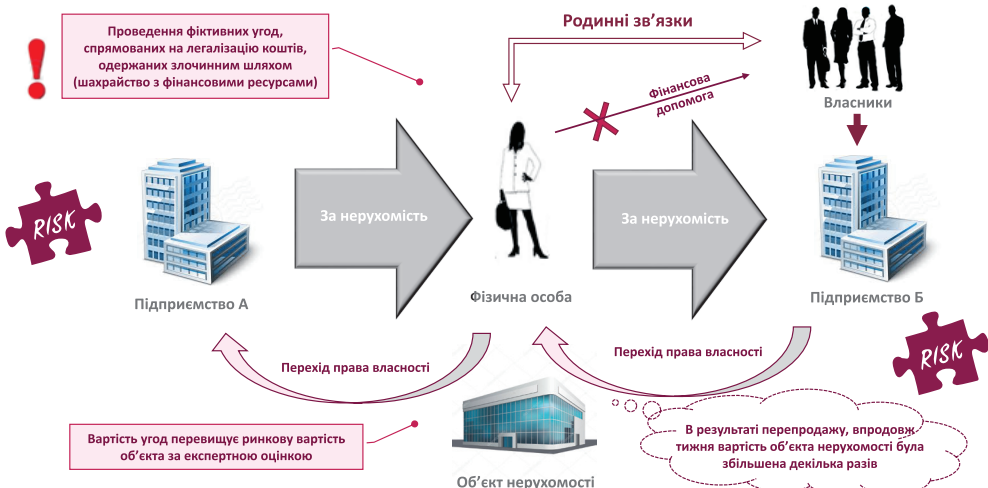 Проведення фіктивних угод,
спрямованих на легалізацію коштів,
одержаних злочинним шляхом
(шахрайство з фінансовими ресурсами)
Родинні зв’язки
Фінансова
допомога
Власники
RISK
За нерухомість
За нерухомість
Підприємство А
Фізична особа
Підприємство Б
Перехід права власності
Перехід права власності
RISK
Вартість угод перевищує ринкову вартість
об’єкта за експертною оцінкою
В результаті перепродажу, впродовж
тижня вартість об’єкта нерухомості була
збільшена декілька разів
Об’єкт нерухомості